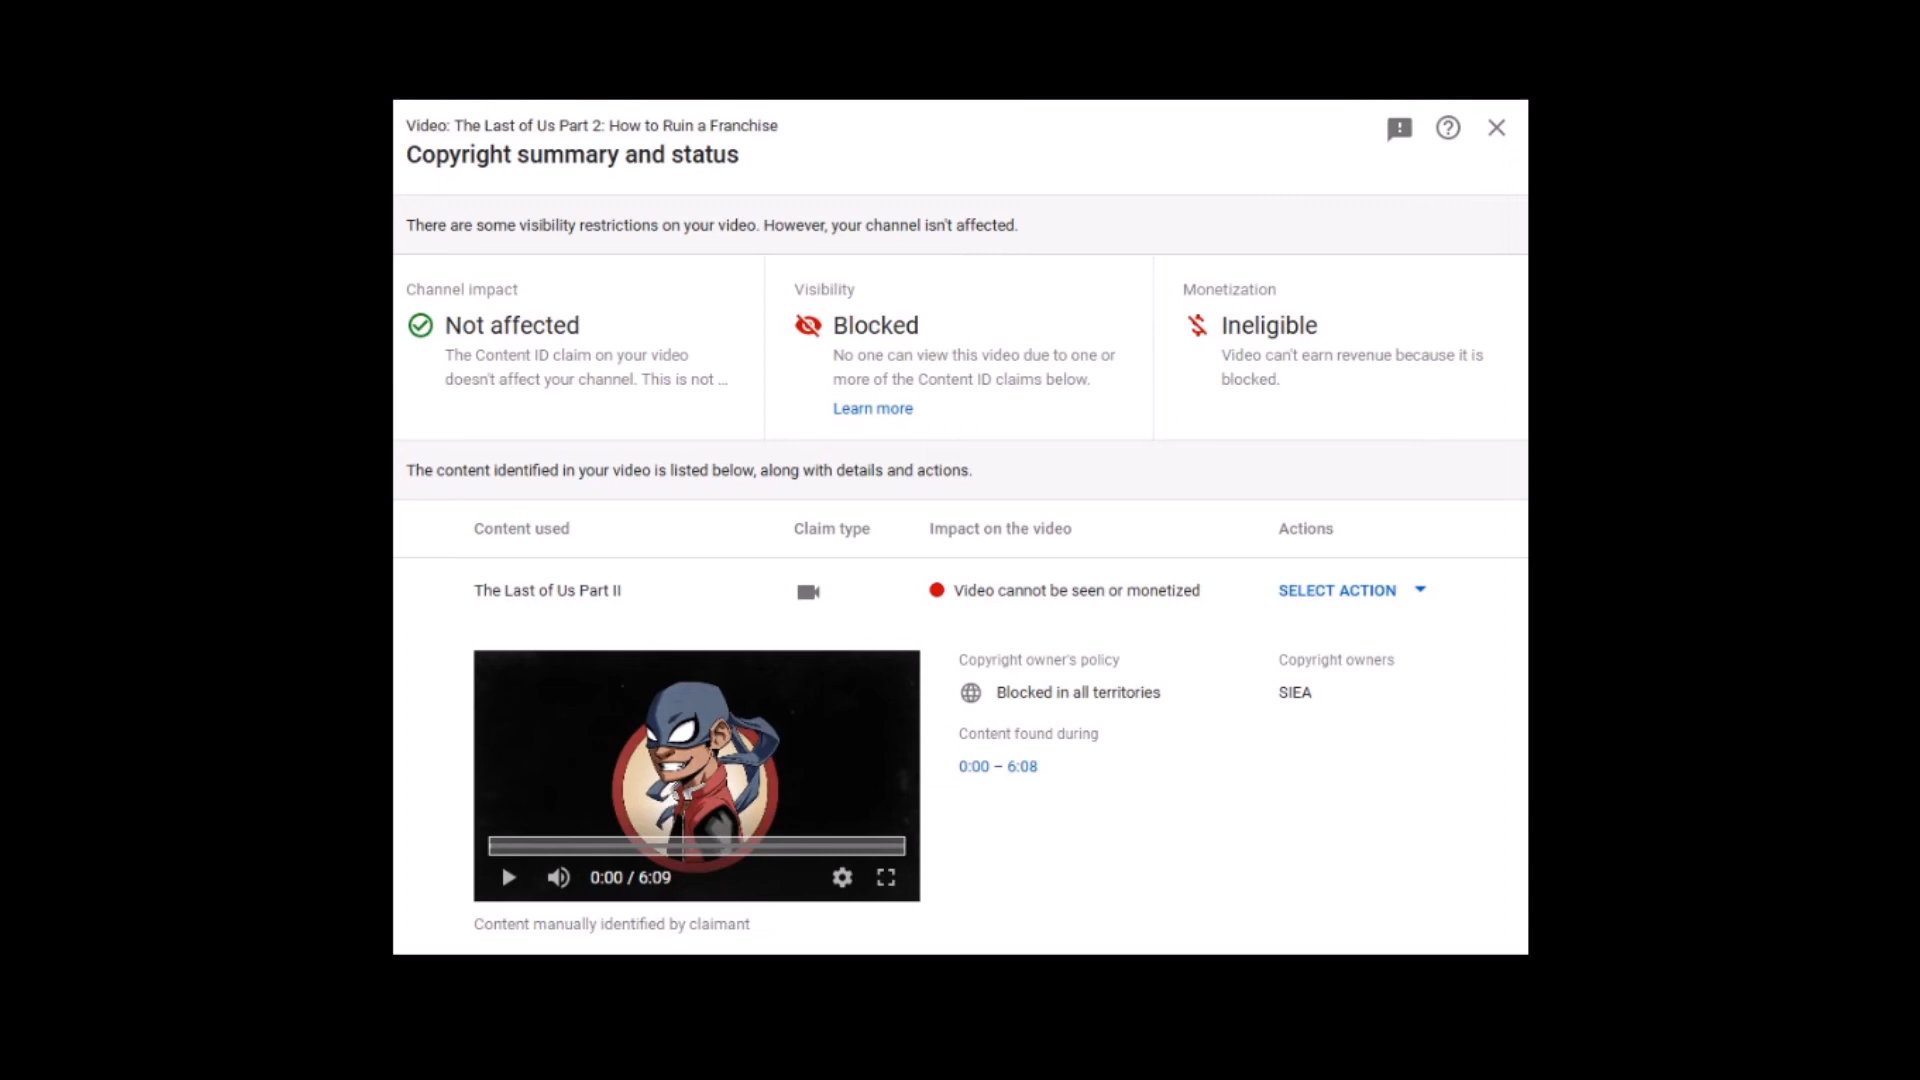 Video: The Last of Us Part 2: How to Ruin a Franchise
Copyright summary and status
There are some visibility restrictions on your video. However, your channel isn't affected.
Channel impact
Not affected
The Content ID claim on your video
doesn't affect your channel. This is not ...
Visibility
Blocked
No one can view this video due to one or
more of the Content ID claims below.
Learn more
Monetization
Ineligible
Video can't earn revenue because it is
blocked.
The content identified in your video is listed below, along with details and actions.
Content used
Claim type
Impact on the video
Actions
The Last of Us Part II
Video cannot be seen or monetized
SELECT ACTION
0:00 / 6:09
Content manually identified by claimant
Copyright owner's policy
Blocked in all territories
Content found during
0:00 – 6:08
Copyright owners
SIEA